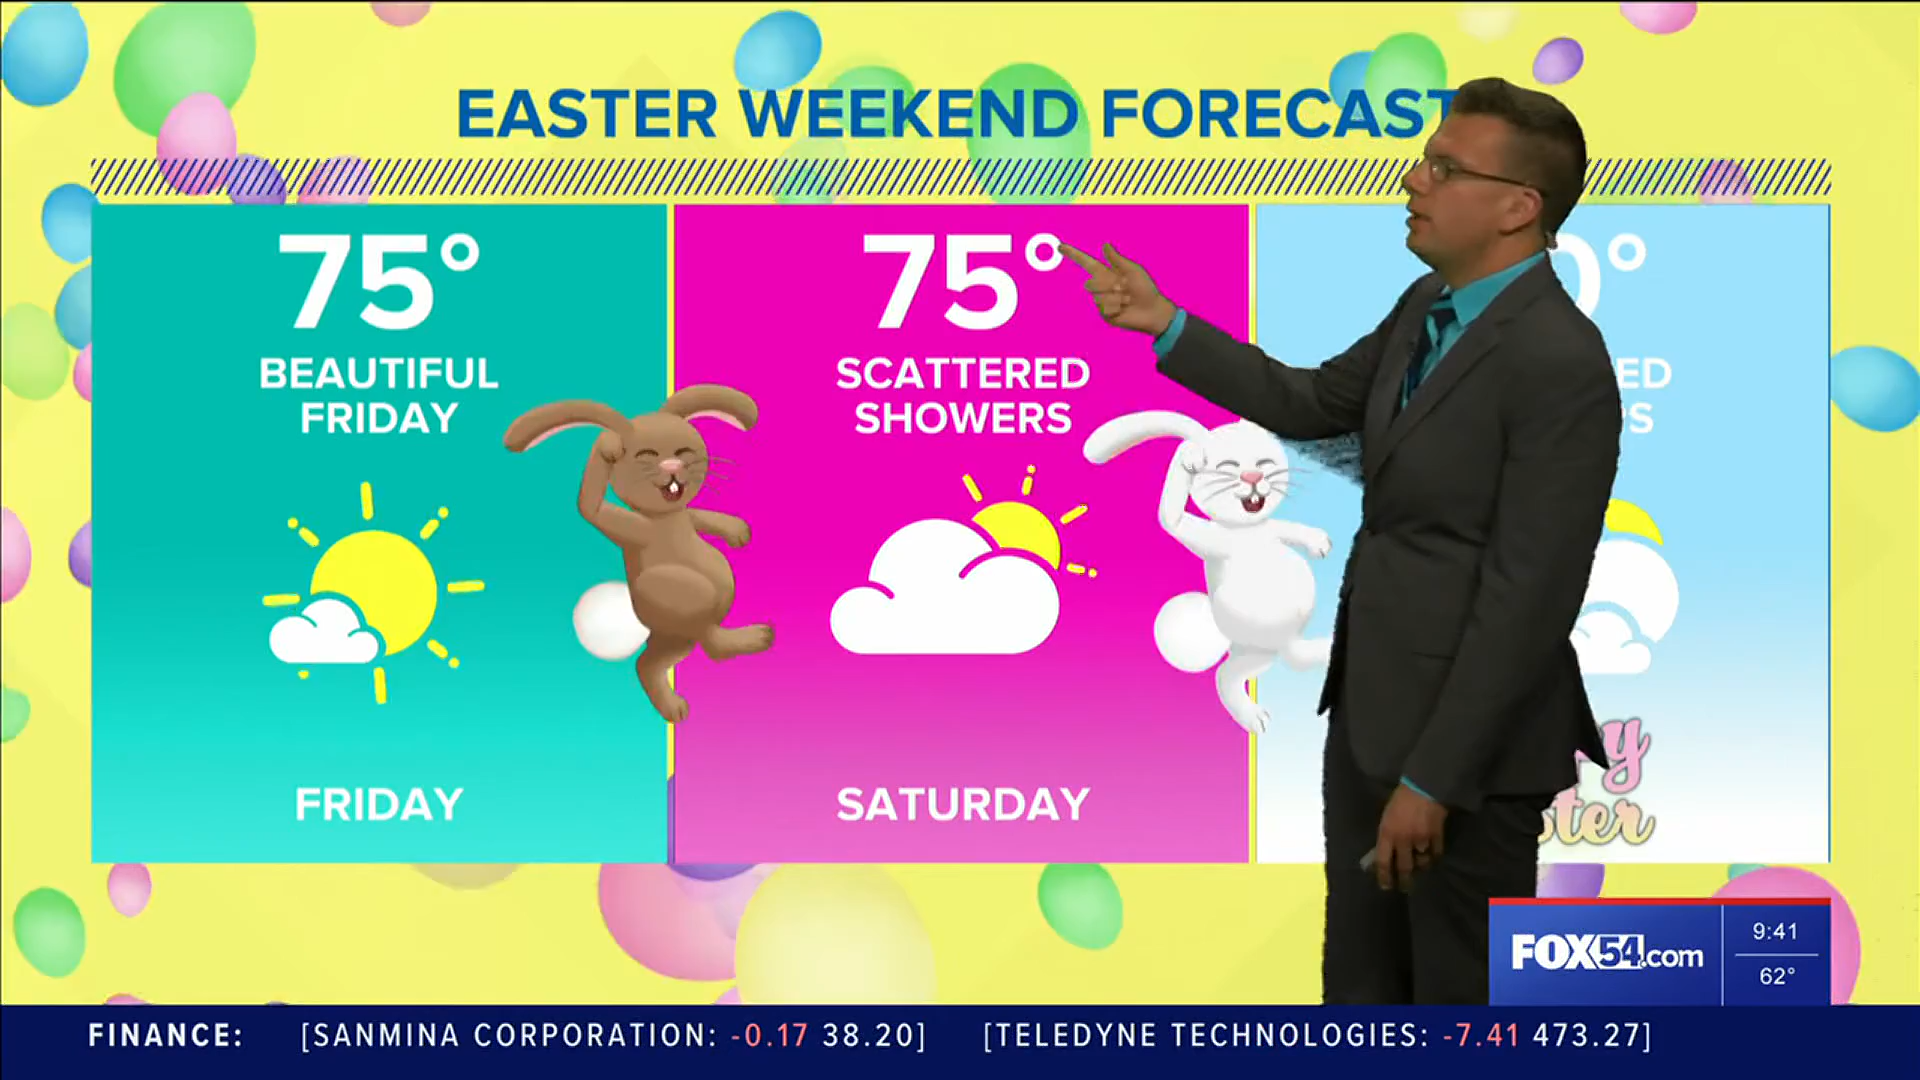 EASTER WEEKEND FORECAST
75°
BEAUTIFUL
FRIDAY
FRIDAY
75°
SCATTERED
SHOWERS
SATURDAY
FOX54.com
9:41
62°
FINANCE: [SANMINA CORPORATION: -0.17 38.20] [TELEDYNE TECHNOLOGIES: -7.41 473.27]